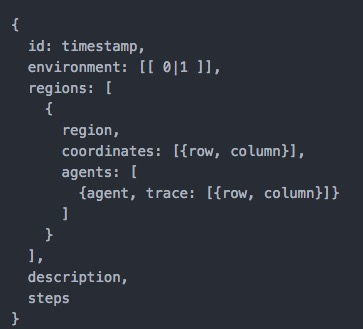 {
  id: timestamp,
  environment: [[ 0|1 ]],
  regions: [
    {
      region,
      coordinates: [{row, column}],
      agents: [
        {agent, trace: [{row, column}]}
      ]
    }
  ],
  description,
  steps
}